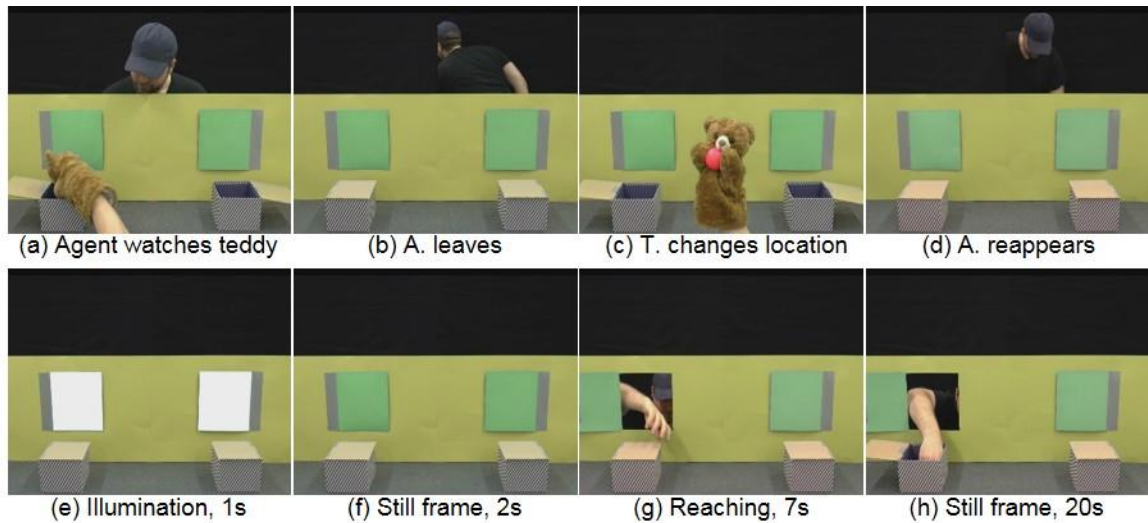 (a) Agent watches teddy
(b) A. leaves
(c) T. changes location
(d) A. reappears
(e) Illumination, 1s
(f) Still frame, 2s
(g) Reaching, 7s
(h) Still frame, 20s